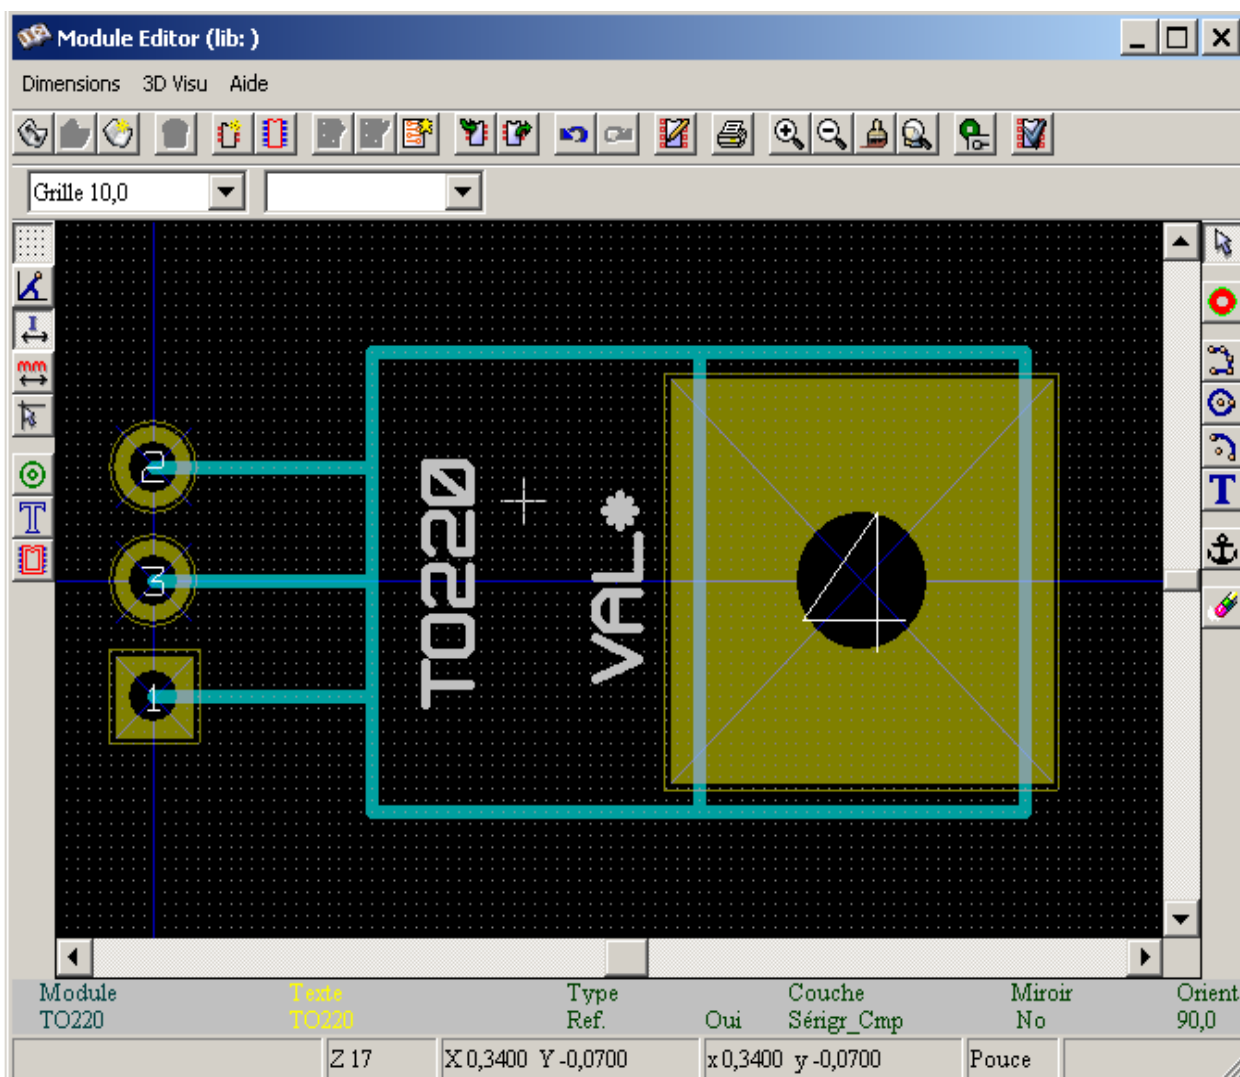 Module Editor (lib: )
Dimensions 3D Visu Aide
Grille 10,0
I
mm
T
T
2
3
1
TO220
VAL*
4
Module Texte Type Couche Miroir Orient
TO220 TO220 Ref. Oui Sérigr_Cmp No 90,0
Z 17 X 0,3400 Y -0,0700 x 0,3400 y -0,0700 Pouce